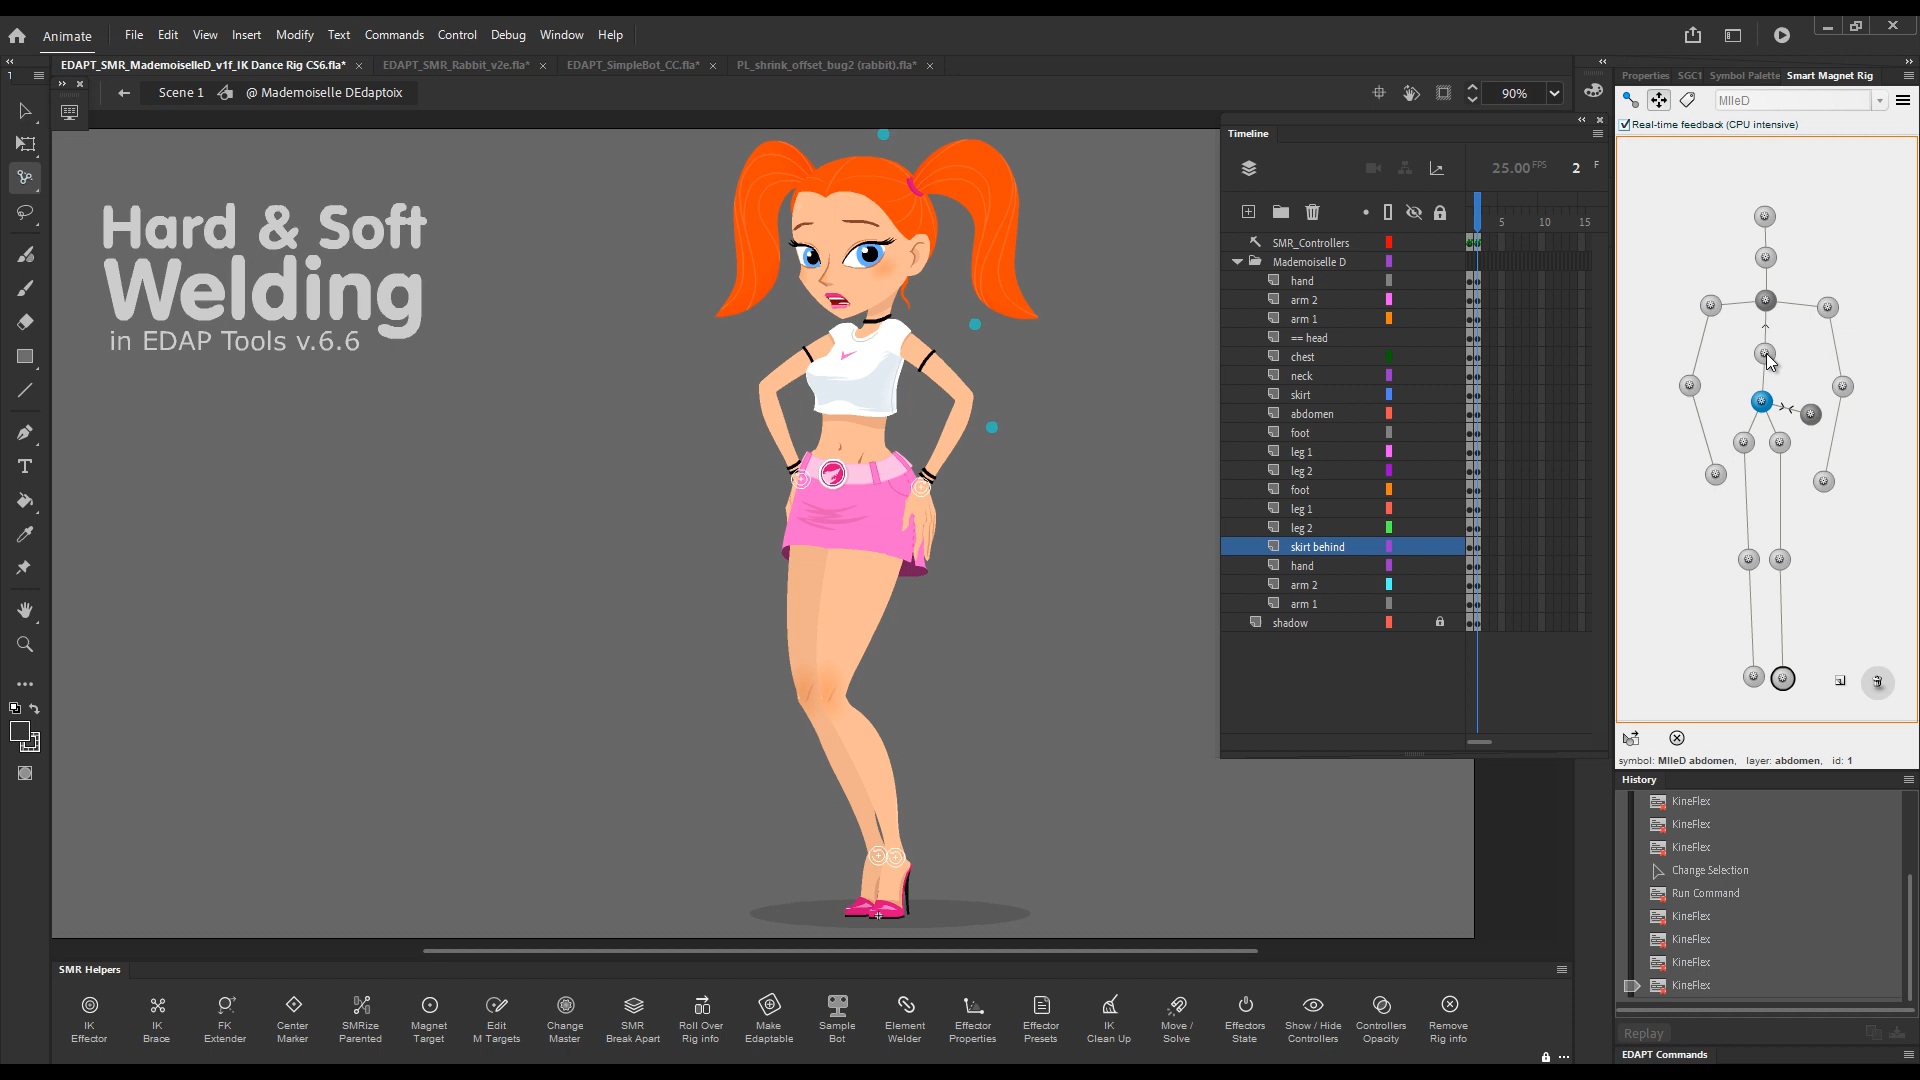 Animate
File Edit View Insert Modify Text Commands Control Debug Window Help
EDAPT_SMR_MademoiselleD_v1f_IK Dance Rig CS6.fla*
EDAPT_SMR_Rabbit_v2e.fla*
EDAPT_SimpleBot_CC.fla*
PL_shrink_offset_bug2 (rabbit).fla*
Scene 1
@ Mademoiselle DEdaptoix
90%
Hard & Soft
Welding
in EDAP Tools v.6.6
Timeline
25.00 FPS
2 F
5 10 15
SMR_Controllers
Mademoiselle D
hand
arm 2
arm 1
== head
chest
neck
skirt
abdomen
foot
leg 1
leg 2
foot
leg 1
leg 2
skirt behind
hand
arm 2
arm 1
shadow
Properties SGC1 Symbol Palette Smart Magnet Rig
MlleD
Real-time feedback (CPU intensive)
symbol: MlleD abdomen, layer: abdomen, id: 1
History
KineFlex
KineFlex
KineFlex
Change Selection
Run Command
KineFlex
KineFlex
KineFlex
KineFlex
Replay
EDAPT Commands
SMR Helpers
IK Effector
IK Brace
FK Extender
Center Marker
SMRize Parented
Magnet Target
Edit M Targets
Change Master
SMR Break Apart
Roll Over Rig info
Make Edaptable
Sample Bot
Element Welder
Effector Properties
Effector Presets
IK Clean Up
Move / Solve
Effectors State
Show / Hide Controllers
Controllers Opacity
Remove Rig info